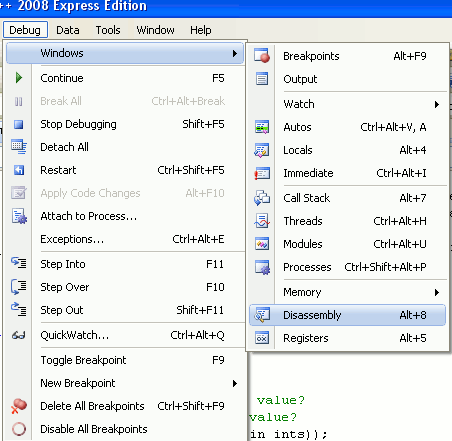 ++ 2008 Express Edition
Debug Data Tools Window Help
Windows
Continue F5
Break All Ctrl+Alt+Break
Stop Debugging Shift+F5
Detach All
Restart Ctrl+Shift+F5
Apply Code Changes Alt+F10
Attach to Process...
Exceptions... Ctrl+Alt+E
Step Into F11
Step Over F10
Step Out Shift+F11
QuickWatch... Ctrl+Alt+Q
Toggle Breakpoint F9
New Breakpoint
Delete All Breakpoints Ctrl+Shift+F9
Disable All Breakpoints
Breakpoints Alt+F9
Output
Watch
Autos Ctrl+Alt+V, A
Locals Alt+4
Immediate Ctrl+Alt+I
Call Stack Alt+7
Threads Ctrl+Alt+H
Modules Ctrl+Alt+U
Processes Ctrl+Shift+Alt+P
Memory
Disassembly Alt+8
Registers Alt+5
value?
value?
in ints));